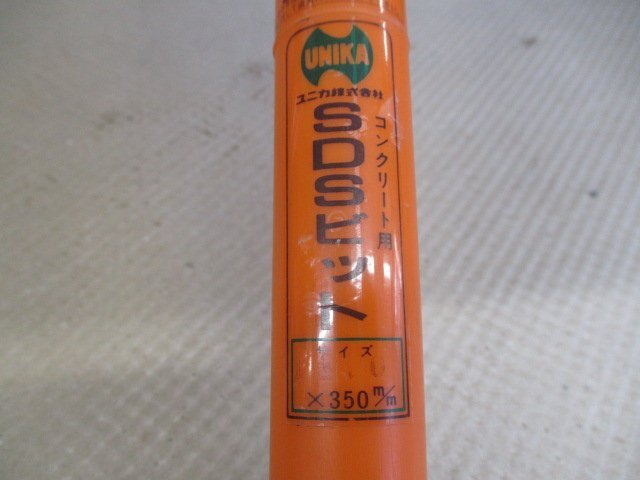 UNIKA
ユニカ株式会社
コンクリート用
SDSビット
サイズ
×350m/m